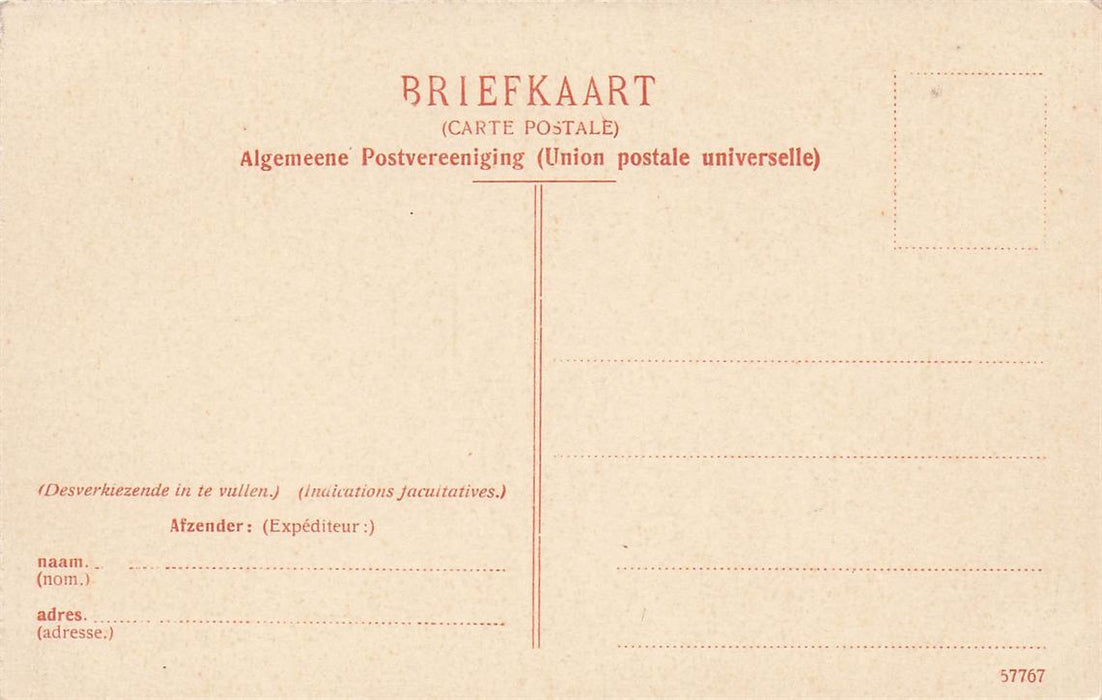 BRIEFKAART
(CARTE POSTALE)
Algemeene Postvereeniging (Union postale universelle)
(Desverkiezende in te vullen.) (Indications facultatives.)
Afzender: (Expéditeur:)
naam.
(nom.)
adres.
(adresse.)
57767